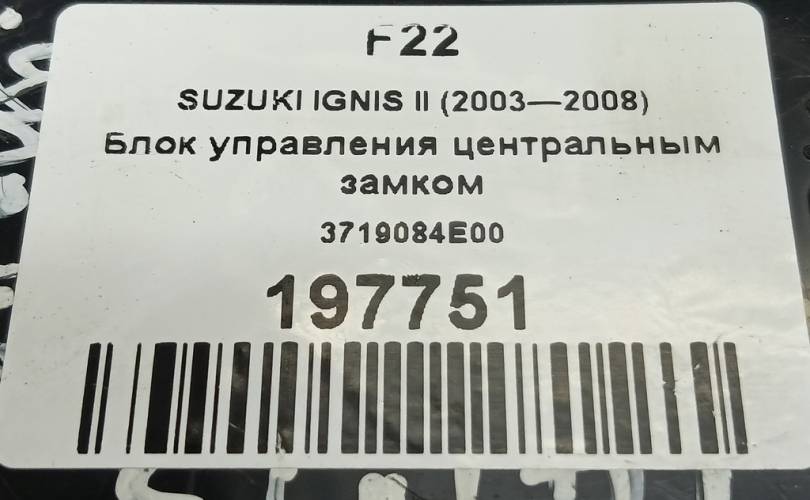 F22
SUZUKI IGNIS II (2003—2008)
Блок управления центральным
замком
3719084E00
197751